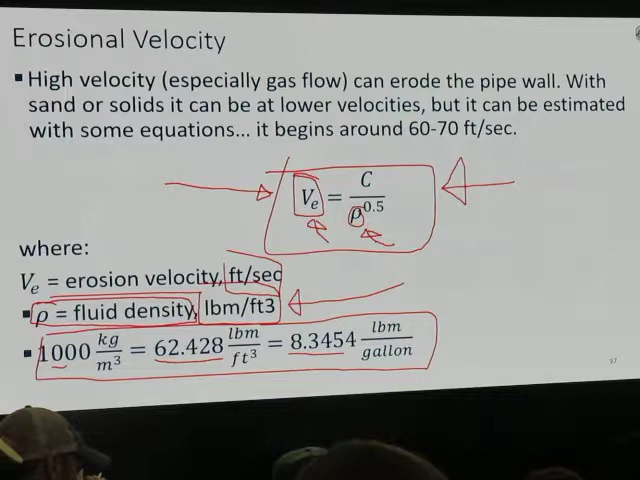 Erosional Velocity
▪ High velocity (especially gas flow) can erode the pipe wall. With
sand or solids it can be at lower velocities, but it can be estimated
with some equations... it begins around 60-70 ft/sec.
Vₑ = C / ρ^0.5
where:
Vₑ = erosion velocity, ft/sec
▪ ρ = fluid density, lbm/ft3
▪ 1000 kg/m³ = 62.428 lbm/ft³ = 8.3454 lbm/gallon
97